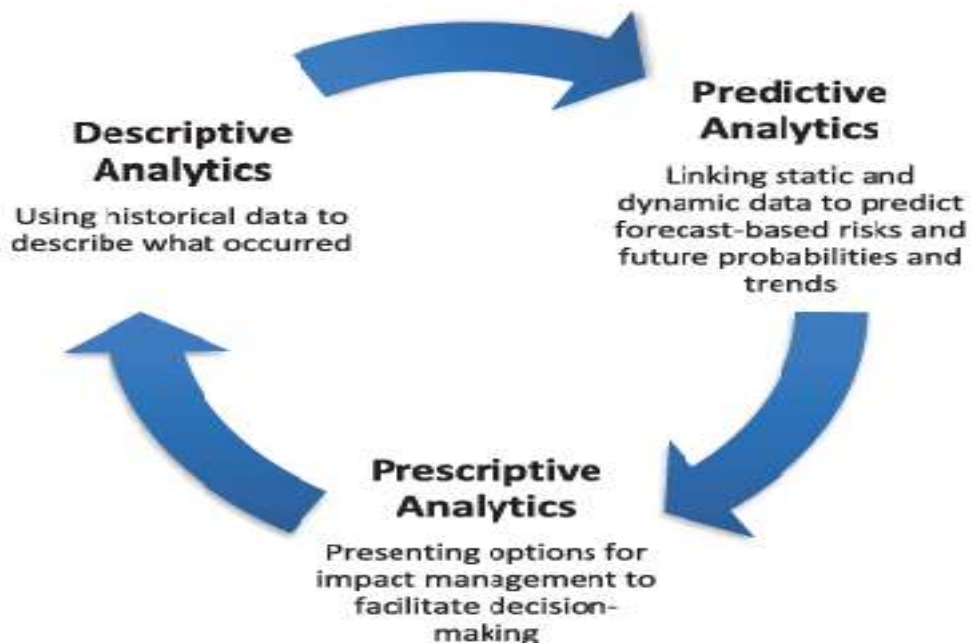 Descriptive
Analytics
Using historical data to
describe what occurred
Predictive
Analytics
Linking static and
dynamic data to predict
forecast-based risks and
future probabilities and
trends
Prescriptive
Analytics
Presenting options for
impact management to
facilitate decision-
making